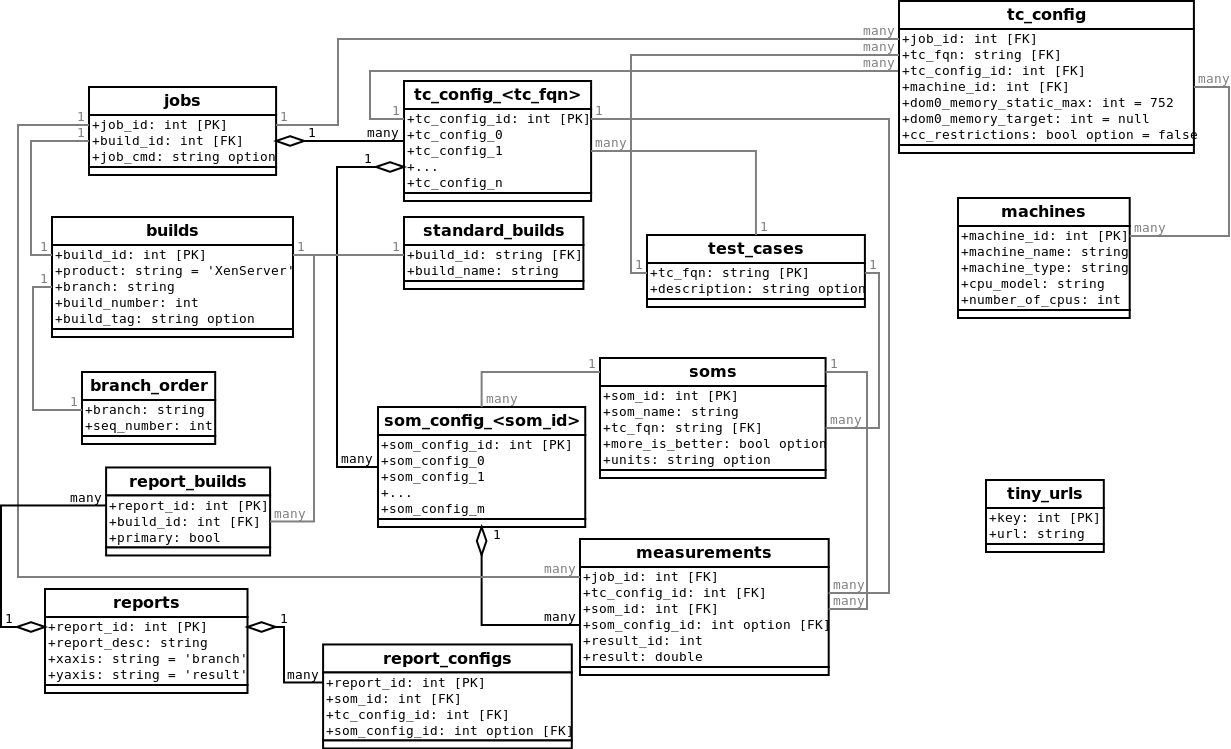 tc_config
+job_id: int [FK]
+tc_fqn: string [FK]
+tc_config_id: int [FK]
+machine_id: int [FK]
+dom0_memory_static_max: int = 752
+dom0_memory_target: int = null
+cc_restrictions: bool option = false
many
many
many
many
jobs
+job_id: int [PK]
+build_id: int [FK]
+job_cmd: string option
1
1
1
1
many
tc_config_<tc_fqn>
+tc_config_id: int [PK]
+tc_config_0
+tc_config_1
+...
+tc_config_n
1
1
many
1
machines
+machine_id: int [PK]
+machine_name: string
+machine_type: string
+cpu_model: string
+number_of_cpus: int
many
builds
+build_id: int [PK]
+product: string = 'XenServer'
+branch: string
+build_number: int
+build_tag: string option
1
1
1
standard_builds
+build_id: string [FK]
+build_name: string
1
test_cases
+tc_fqn: string [PK]
+description: string option
1
1
1
branch_order
+branch: string
+seq_number: int
1
soms
+som_id: int [PK]
+som_name: string
+tc_fqn: string [FK]
+more_is_better: bool option
+units: string option
1
1
many
som_config_<som_id>
+som_config_id: int [PK]
+som_config_0
+som_config_1
+...
+som_config_m
many
many
1
report_builds
+report_id: int [PK]
+build_id: int [FK]
+primary: bool
many
many
tiny_urls
+key: int [PK]
+url: string
measurements
+job_id: int [FK]
+tc_config_id: int [FK]
+som_id: int [FK]
+som_config_id: int option [FK]
+result_id: int
+result: double
many
many
many
many
reports
+report_id: int [PK]
+report_desc: string
+xaxis: string = 'branch'
+yaxis: string = 'result'
1
1
report_configs
+report_id: int [PK]
+som_id: int [FK]
+tc_config_id: int [FK]
+som_config_id: int option [FK]
many